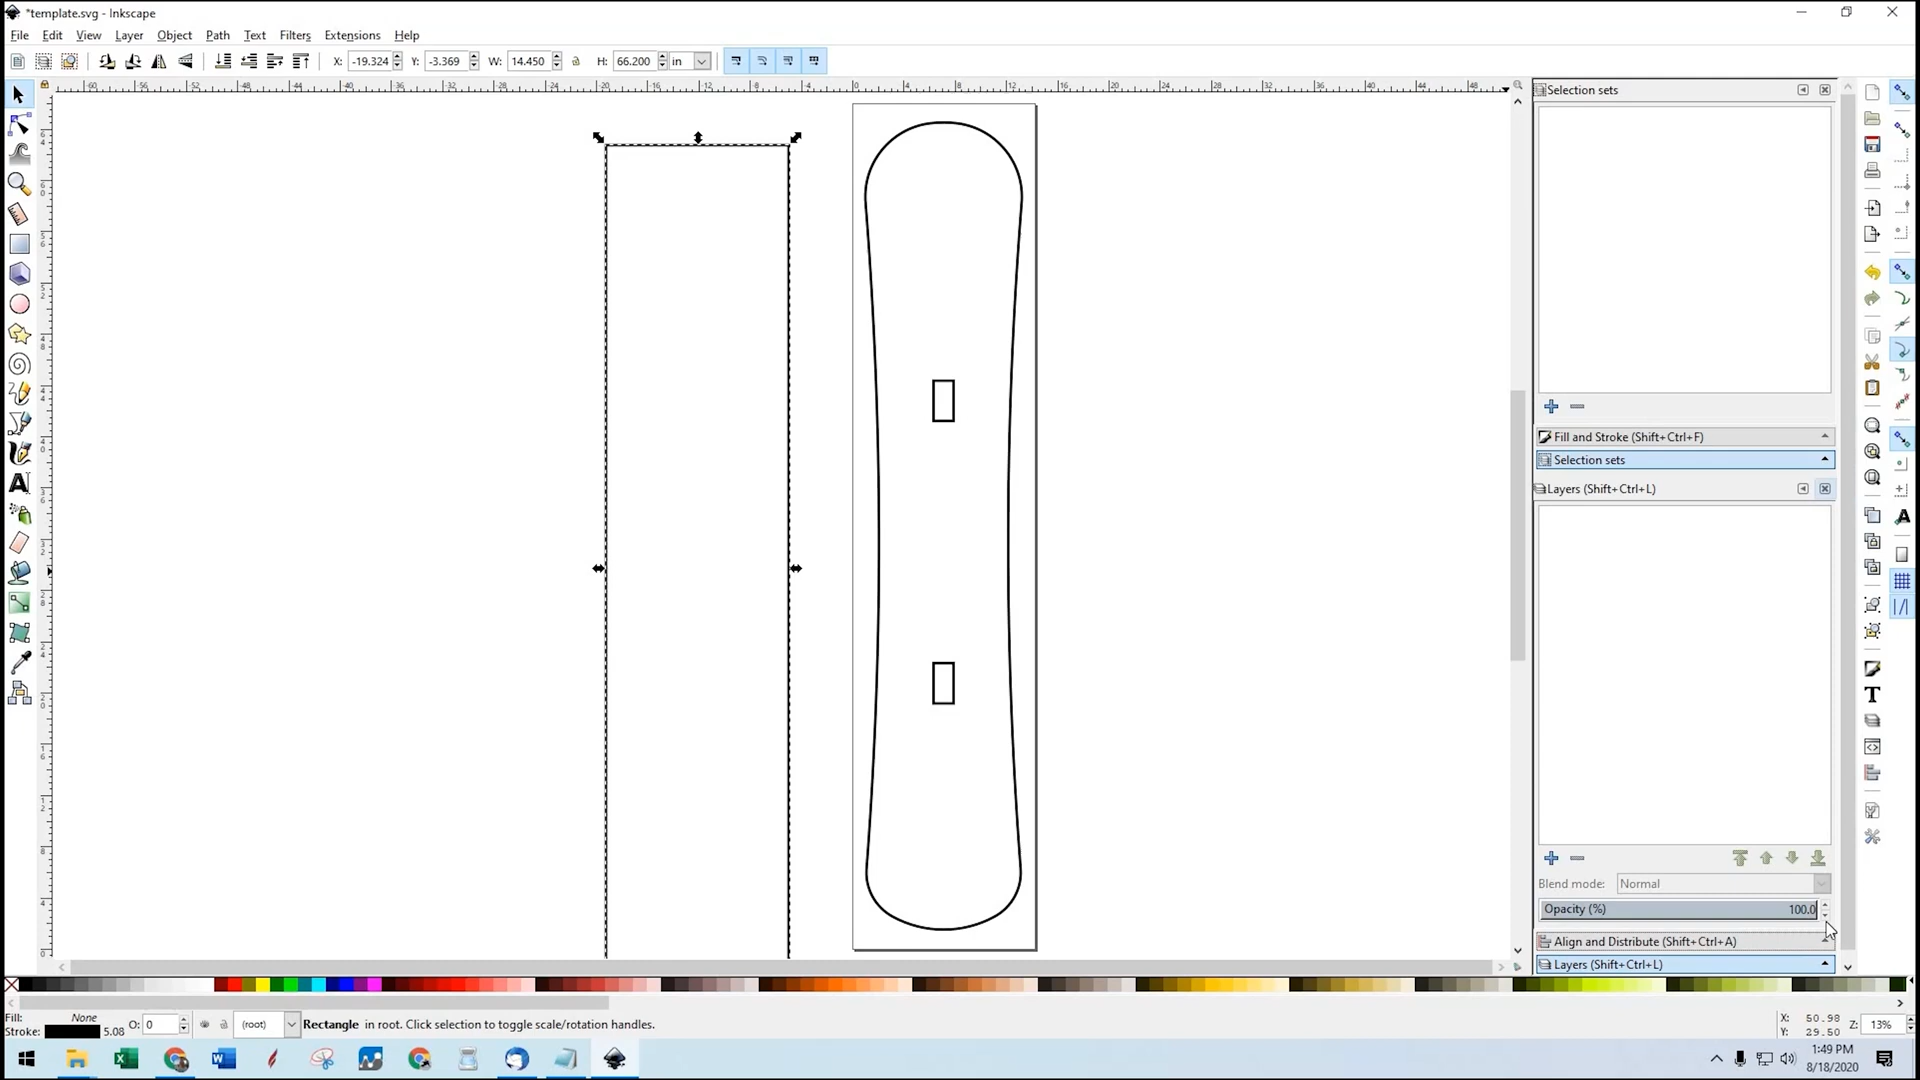 *template.svg - Inkscape
File Edit View Layer Object Path Text Filters Extensions Help
X: -19.324 Y: -3.369 W: 14.450 H: 66.200 in
Selection sets
Fill and Stroke (Shift+Ctrl+F)
Selection sets
Layers (Shift+Ctrl+L)
Blend mode: Normal
Opacity (%) 100.0
Align and Distribute (Shift+Ctrl+A)
Layers (Shift+Ctrl+L)
Fill: None
Stroke: 5.08 O: 0 (root) Rectangle in root. Click selection to toggle scale/rotation handles.
X: 50.98
Y: 29.50
Z: 13%
1:49 PM
8/18/2020